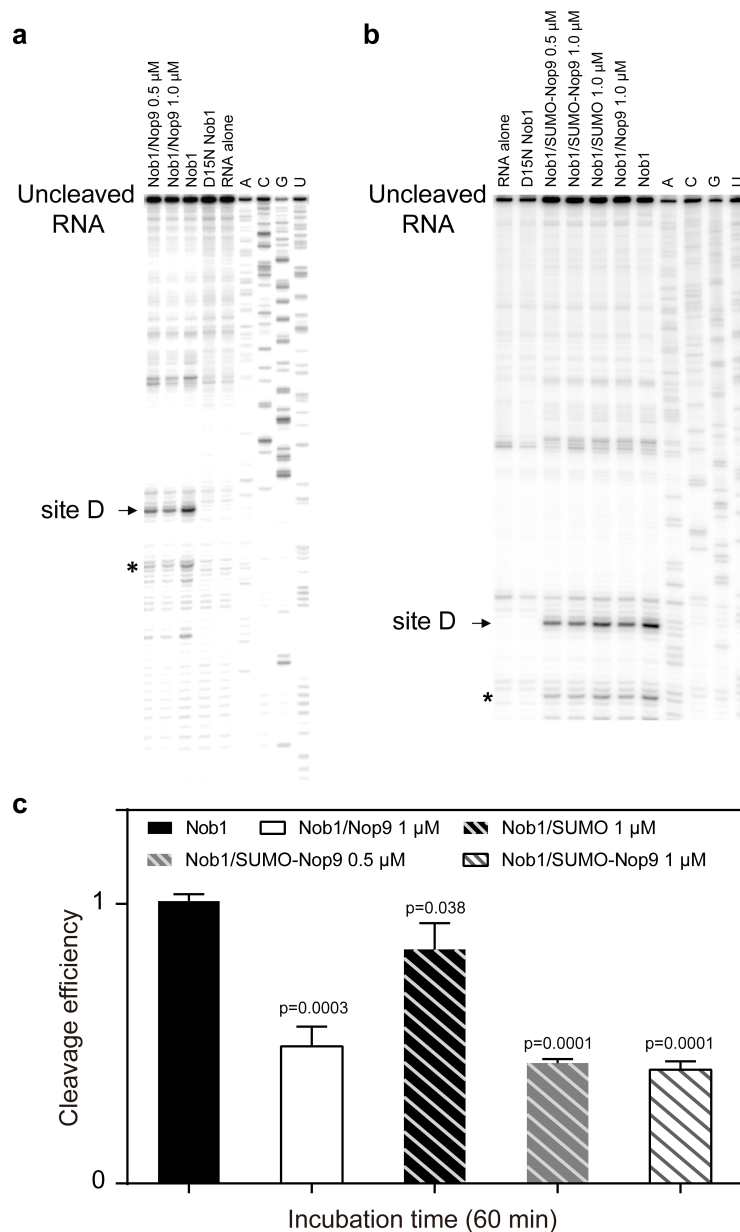 a
Nob1/Nop9 0.5 μM
Nob1/Nop9 1.0 μM
Nob1
D15N Nob1
RNA alone
A
C
G
U
Uncleaved
RNA
site D
*
b
RNA alone
D15N Nob1
Nob1/SUMO-Nop9 0.5 μM
Nob1/SUMO-Nop9 1.0 μM
Nob1/SUMO 1.0 μM
Nob1/Nop9 1.0 μM
Nob1
A
C
G
U
Uncleaved
RNA
site D
*
c
Nob1
Nob1/Nop9 1 μM
Nob1/SUMO 1 μM
Nob1/SUMO-Nop9 0.5 μM
Nob1/SUMO-Nop9 1 μM
Cleavage efficiency
1
0
p=0.0003
p=0.038
p=0.0001
p=0.0001
Incubation time (60 min)